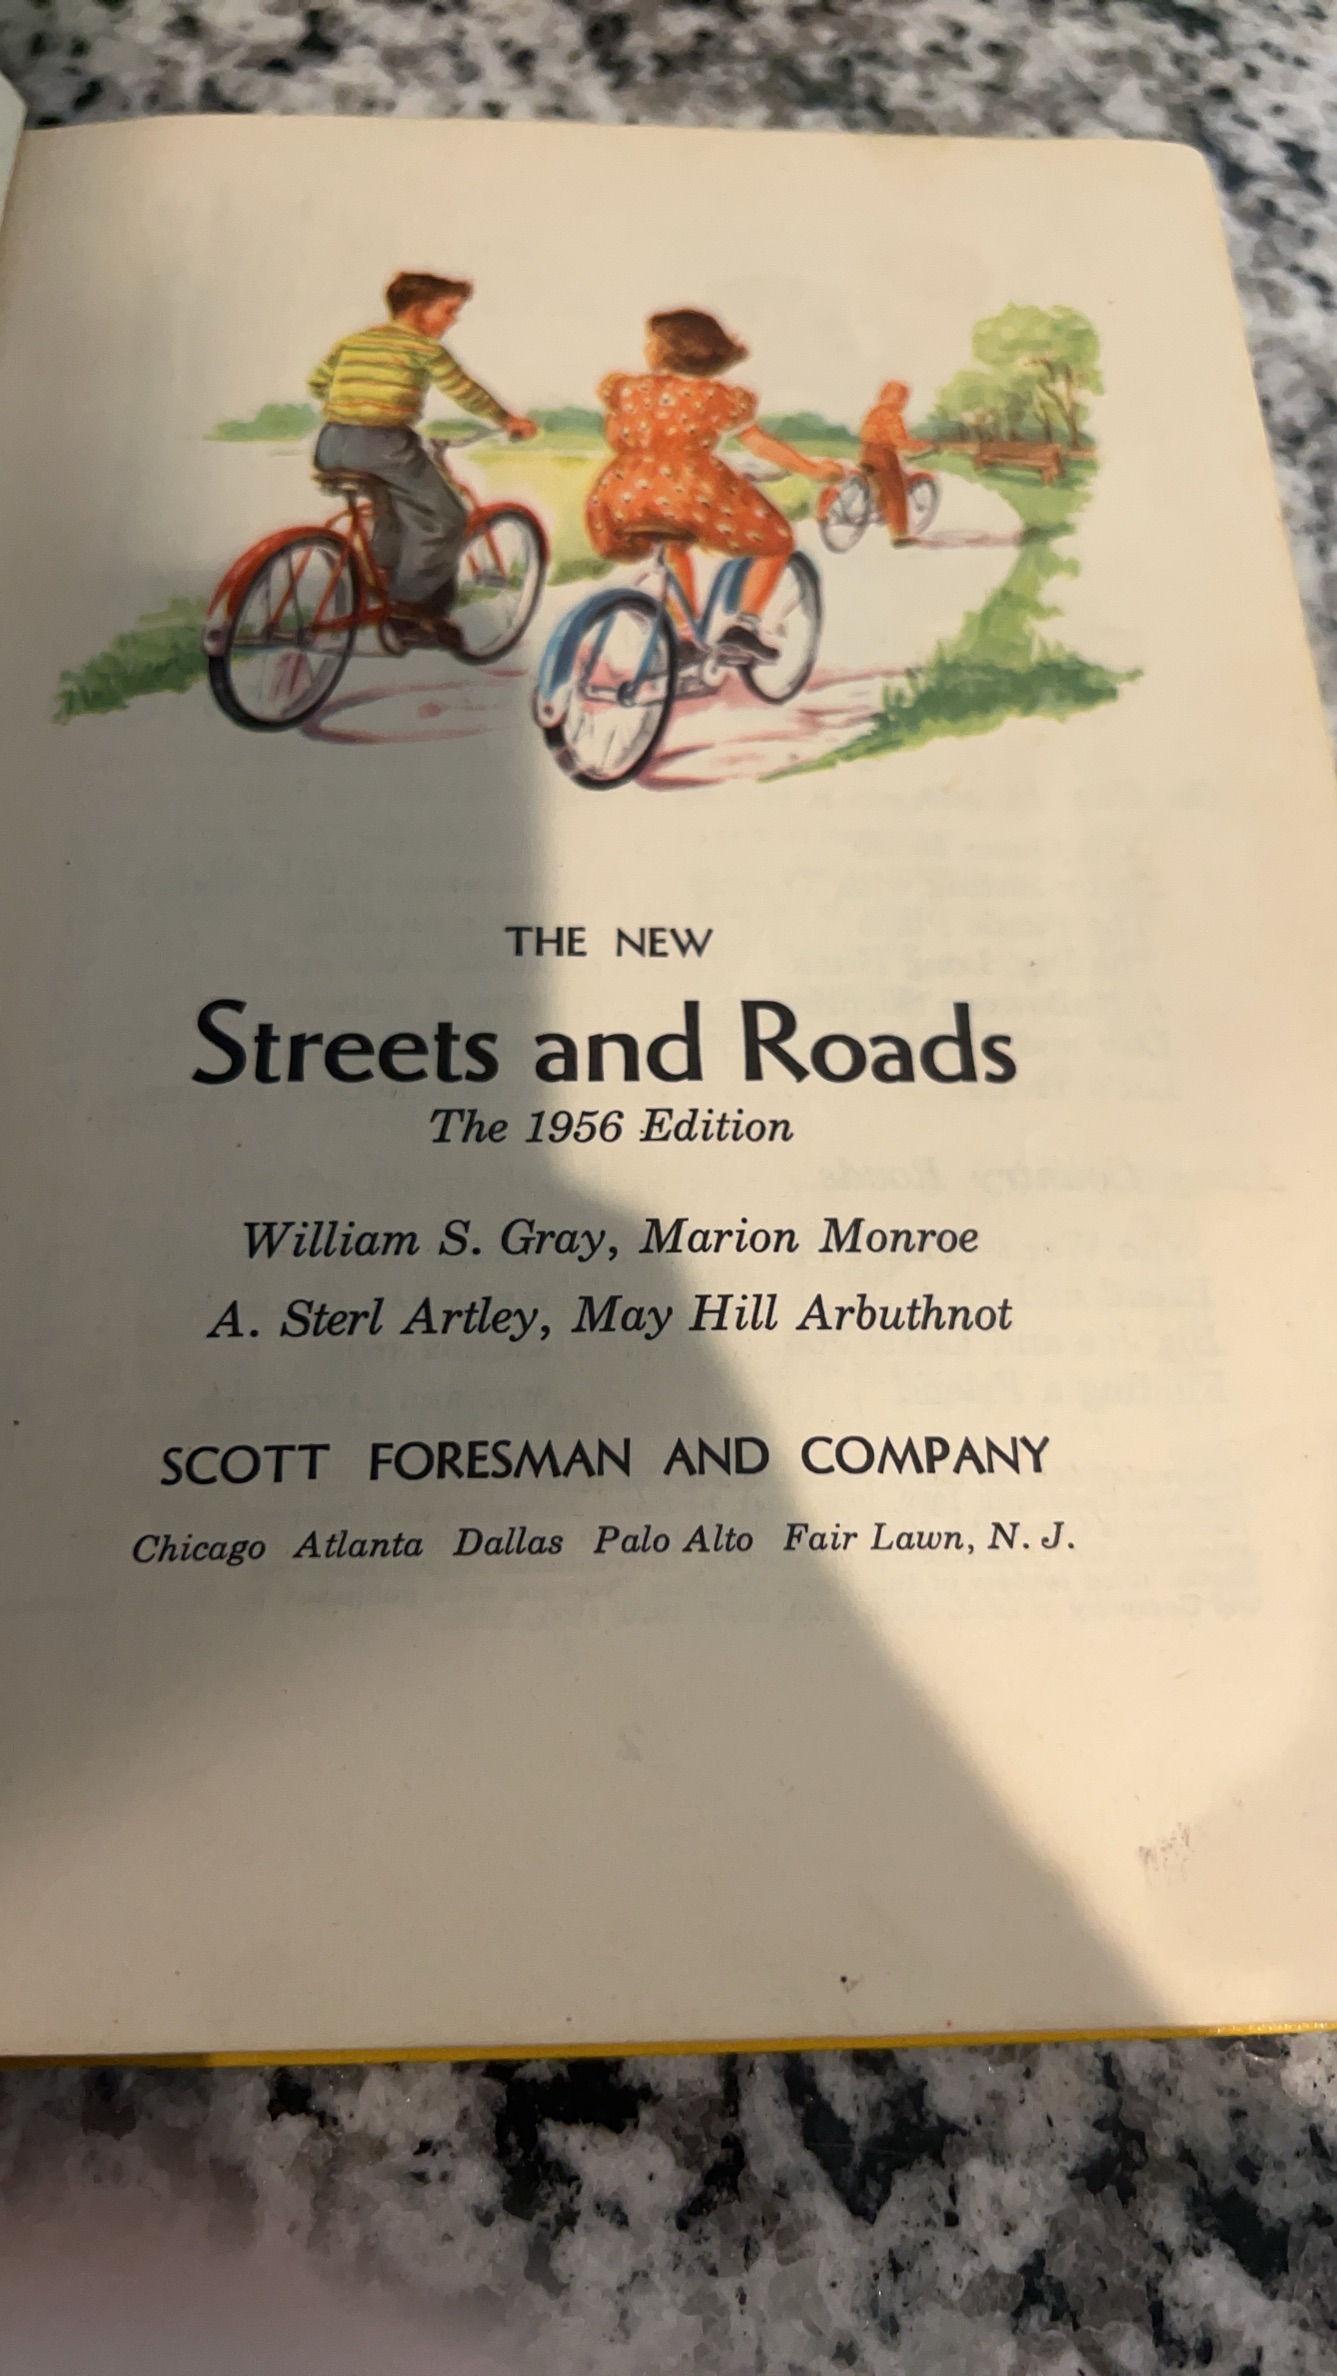 THE NEW
Streets and Roads
The 1956 Edition
William S. Gray, Marion Monroe
A. Sterl Artley, May Hill Arbuthnot
SCOTT FORESMAN AND COMPANY
Chicago Atlanta Dallas Palo Alto Fair Lawn, N. J.